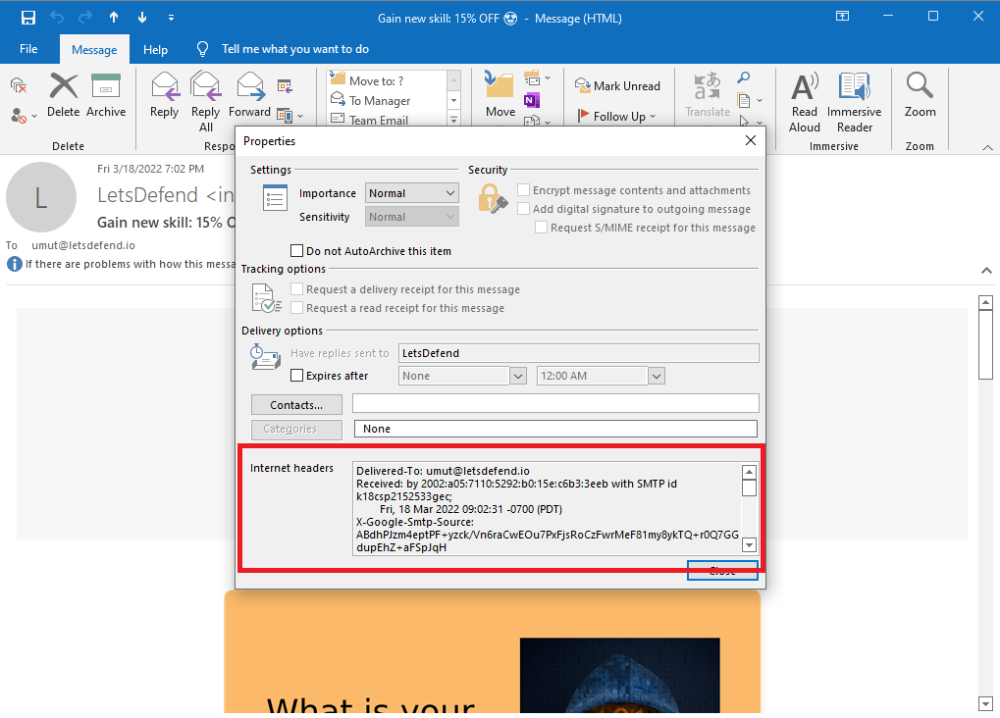 Gain new skill: 15% OFF 😎 - Message (HTML)
File
Message
Help
Tell me what you want to do
Delete
Archive
Reply
Reply
All
Forward
Move to: ?
To Manager
Team Email
Move
N
Mark Unread
Follow Up
Translate
Read
Aloud
Immersive
Reader
Zoom
Delete
Respo
Immersive
Zoom
Properties
Fri 3/18/2022 7:02 PM
L
LetsDefend <in
Gain new skill: 15% O
To umut@letsdefend.io
If there are problems with how this messa
Settings
Security
Importance Normal
Sensitivity Normal
Encrypt message contents and attachments
Add digital signature to outgoing message
Request S/MIME receipt for this message
Do not AutoArchive this item
Tracking options
Request a delivery receipt for this message
Request a read receipt for this message
Delivery options
Have replies sent to LetsDefend
Expires after None 12:00 AM
Contacts...
Categories None
Internet headers
Delivered-To: umut@letsdefend.io
Received: by 2002:a05:7110:5292:b0:15e:c6b3:3eeb with SMTP id
k18csp2152533gec;
Fri, 18 Mar 2022 09:02:31 -0700 (PDT)
X-Google-Smtp-Source:
ABdhPJzm4eptPF+yzck/Vn6raCwEOu7PxFjsRoCzFwrMeF81my8ykTQ+r0Q7GG
dupEhZ+aFSpJqH
Close
What is your